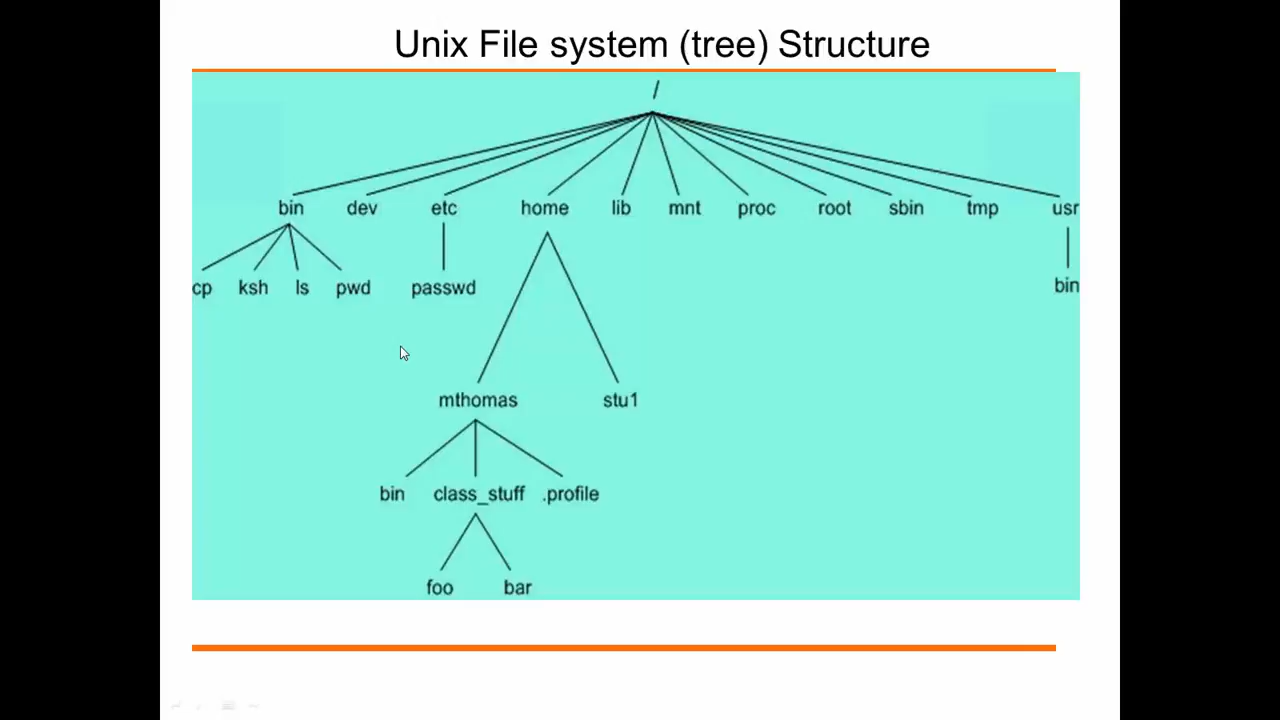 Unix File system (tree) Structure
/
bin dev etc home lib mnt proc root sbin tmp usr
cp ksh ls pwd passwd bin
mthomas stu1
bin class_stuff .profile
foo bar